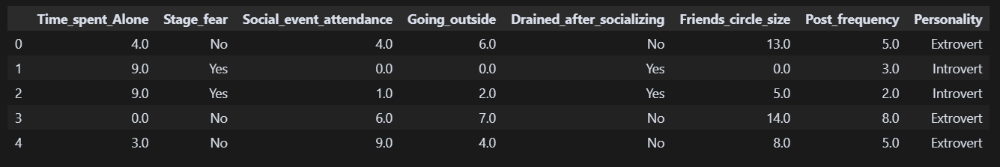 Time_spent_Alone Stage_fear Social_event_attendance Going_outside Drained_after_socializing Friends_circle_size Post_frequency Personality
0 4.0 No 4.0 6.0 No 13.0 5.0 Extrovert
1 9.0 Yes 0.0 0.0 Yes 0.0 3.0 Introvert
2 9.0 Yes 1.0 2.0 Yes 5.0 2.0 Introvert
3 0.0 No 6.0 7.0 No 14.0 8.0 Extrovert
4 3.0 No 9.0 4.0 No 8.0 5.0 Extrovert